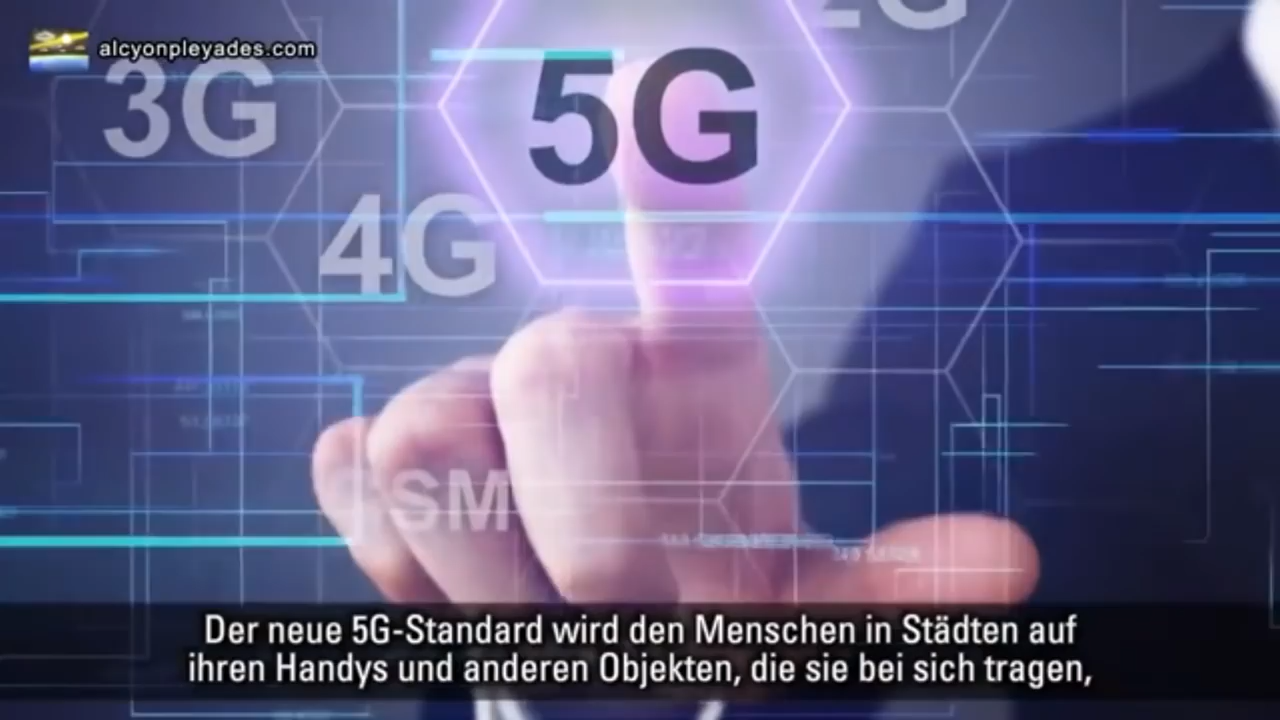 alcyonpleyades.com
2G
3G
5G
4G
SM
Der neue 5G-Standard wird den Menschen in Städten auf
ihren Handys und anderen Objekten, die sie bei sich tragen,